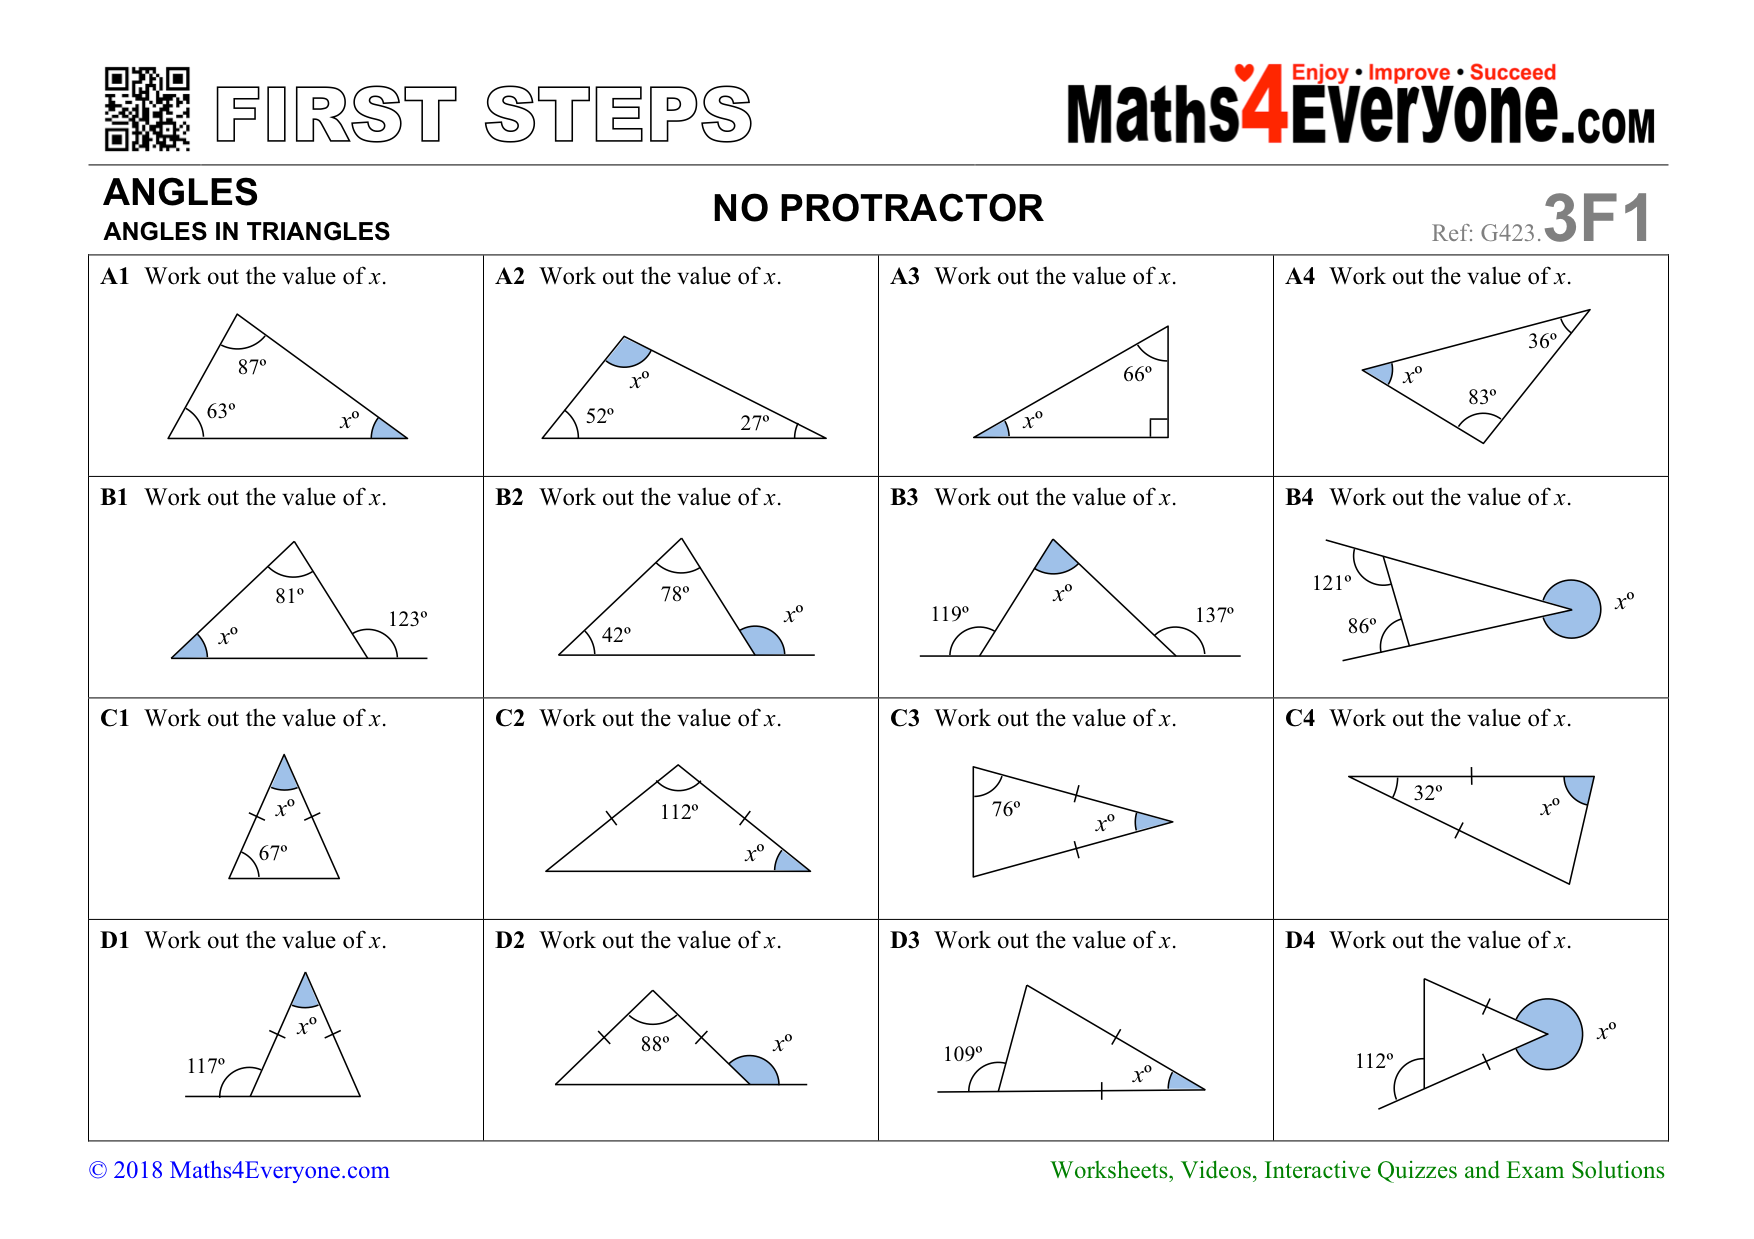 FIRST STEPS
Enjoy • Improve • Succeed
Maths4Everyone.COM
ANGLES
ANGLES IN TRIANGLES
NO PROTRACTOR
Ref: G423.3F1
A1 Work out the value of x.
87º
63º
xº
A2 Work out the value of x.
xº
52º
27º
A3 Work out the value of x.
66º
xº
A4 Work out the value of x.
36º
xº
83º
B1 Work out the value of x.
81º
123º
xº
B2 Work out the value of x.
78º
xº
42º
B3 Work out the value of x.
xº
119º
137º
B4 Work out the value of x.
121º
xº
86º
C1 Work out the value of x.
xº
67º
C2 Work out the value of x.
112º
xº
C3 Work out the value of x.
76º
xº
C4 Work out the value of x.
32º
xº
D1 Work out the value of x.
xº
117º
D2 Work out the value of x.
88º
xº
D3 Work out the value of x.
109º
xº
D4 Work out the value of x.
xº
112º
© 2018 Maths4Everyone.com
Worksheets, Videos, Interactive Quizzes and Exam Solutions